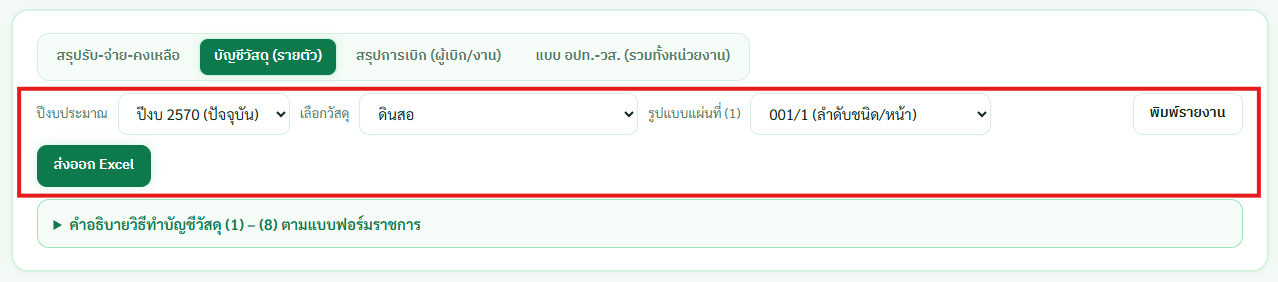 สรุปรับ-จ่าย-คงเหลือ บัญชีวัสดุ (รายตัว) สรุปการเบิก (ผู้เบิก/งาน) แบบ อปท.-วส. (รวมทั้งหน่วยงาน)
ปีงบประมาณ ปีงบ 2570 (ปัจจุบัน) เลือกวัสดุ ดินสอ รูปแบบแผ่นที่ (1) 001/1 (ลำดับชนิด/หน้า) พิมพ์รายงาน
ส่งออก Excel
▶ คำอธิบายวิธีทำบัญชีวัสดุ (1) – (8) ตามแบบฟอร์มราชการ